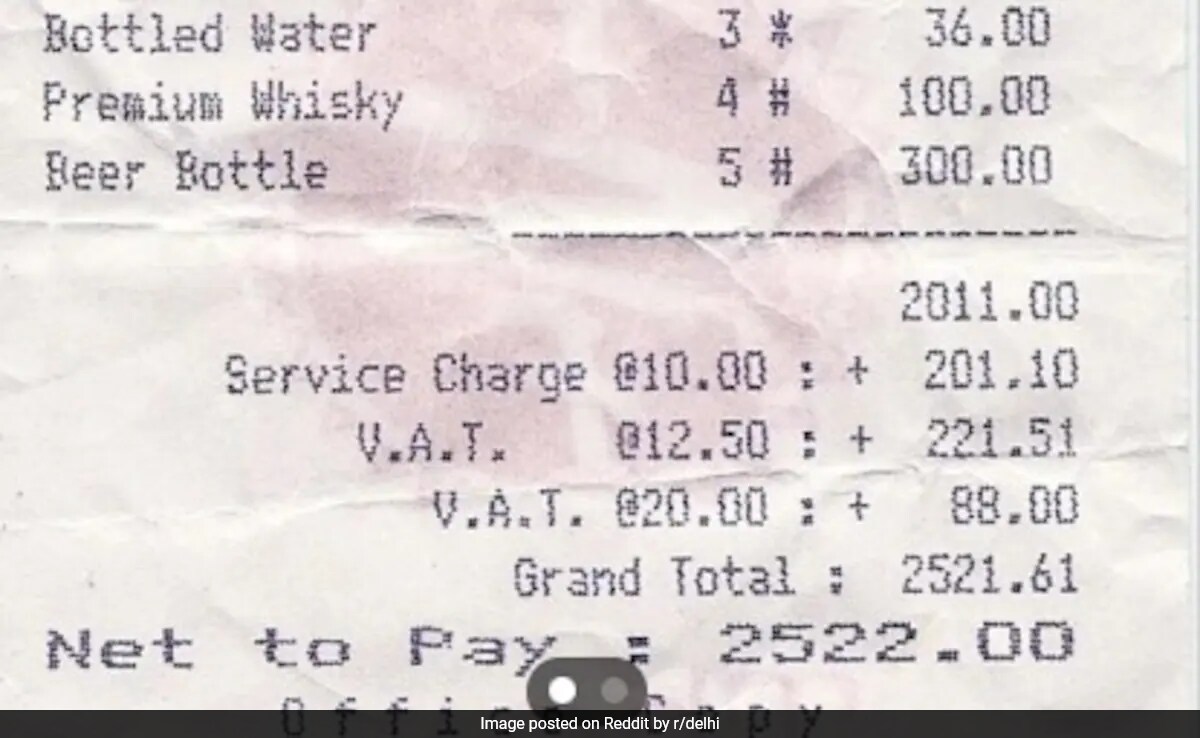 Bottled Water 3 * 36.00
Premium Whisky 4 # 100.00
Beer Bottle 5 # 300.00
2011.00
Service Charge @10.00 : + 201.10
V.A.T. @12.50 : + 221.51
V.A.T. @20.00 : + 88.00
Grand Total : 2521.61
Net to Pay : 2522.00
Image posted on Reddit by r/delhi